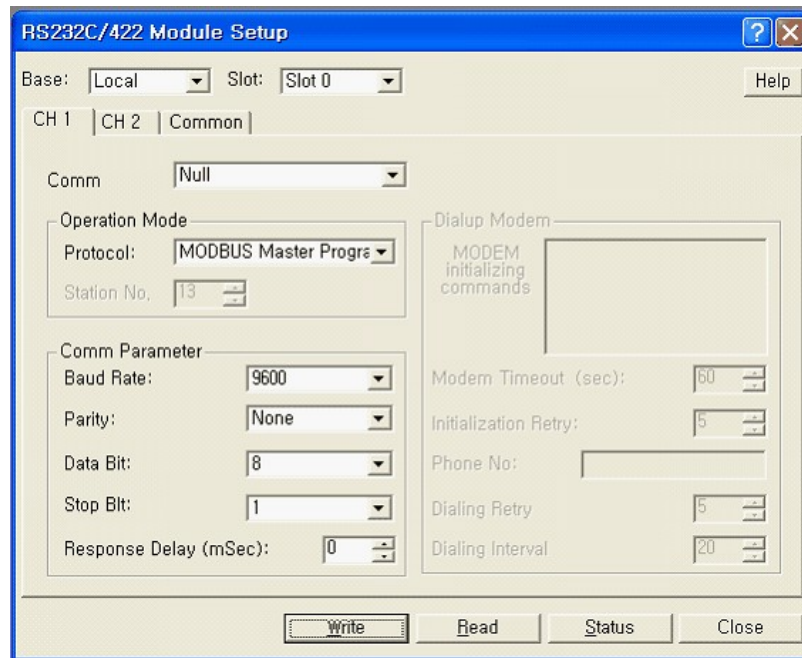 RS232C/422 Module Setup
Base: Local Slot: Slot 0 Help
CH 1 CH 2 Common
Comm Null
Operation Mode
Protocol: MODBUS Master Progra
Station No, 13
Comm Parameter
Baud Rate: 9600
Parity: None
Data Bit: 8
Stop BIt: 1
Response Delay (mSec): 0
Dialup Modem
MODEM
initializing
commands
Modem Timeout (sec): 60
Initialization Retry: 5
Phone No:
Dialing Retry 5
Dialing Interval 20
Write Read Status Close